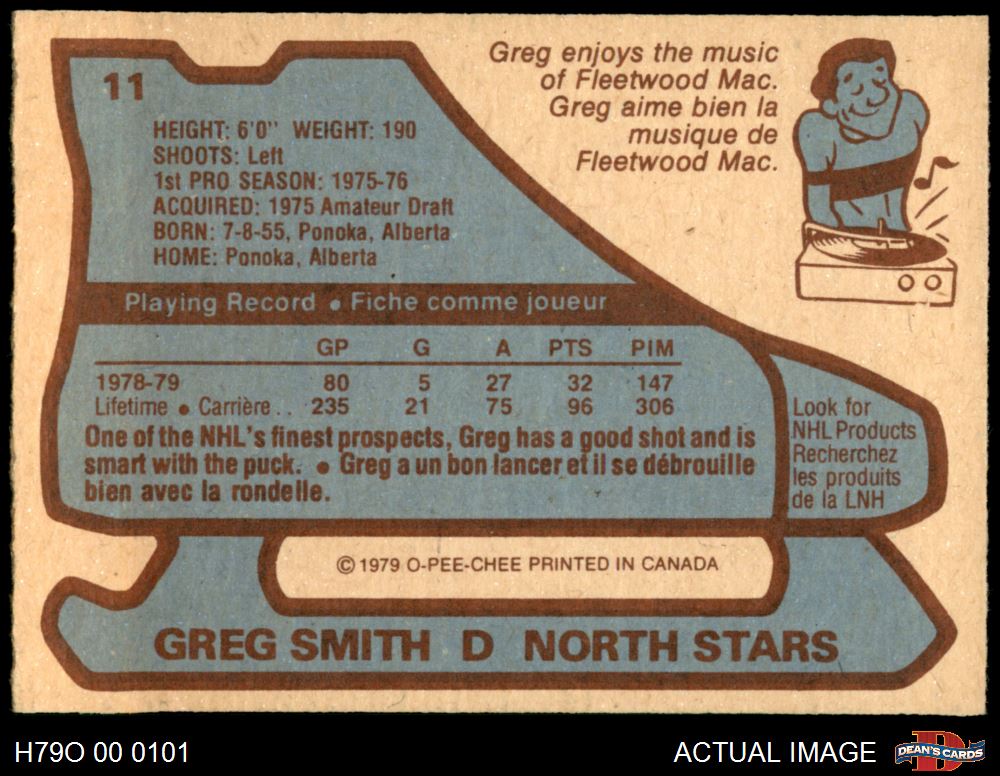 11
HEIGHT: 6'0" WEIGHT: 190
SHOOTS: Left
1st PRO SEASON: 1975-76
ACQUIRED: 1975 Amateur Draft
BORN: 7-8-55, Ponoka, Alberta
HOME: Ponoka, Alberta
Greg enjoys the music
of Fleetwood Mac.
Greg aime bien la
musique de
Fleetwood Mac.
Playing Record • Fiche comme joueur
GP G A PTS PIM
1978-79 80 5 27 32 147
Lifetime • Carrière.. 235 21 75 96 306
One of the NHL's finest prospects, Greg has a good shot and is
smart with the puck. • Greg a un bon lancer et il se débrouille
bien avec la rondelle.
Look for
NHL Products
Recherchez
les produits
de la LNH
© 1979 O-PEE-CHEE PRINTED IN CANADA
GREG SMITH D NORTH STARS
H79O 00 0101
ACTUAL IMAGE
D
DEAN'S CARDS